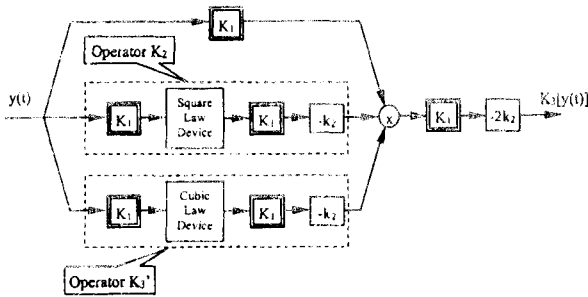 K₁
Operator K₂
y(t)
K₁
Square
Law
Device
K₁
-k₂
x
K₁
-2k₂
K₃[y(t)]
K₁
Cubic
Law
Device
K₁
-k₂
Operator K₃'